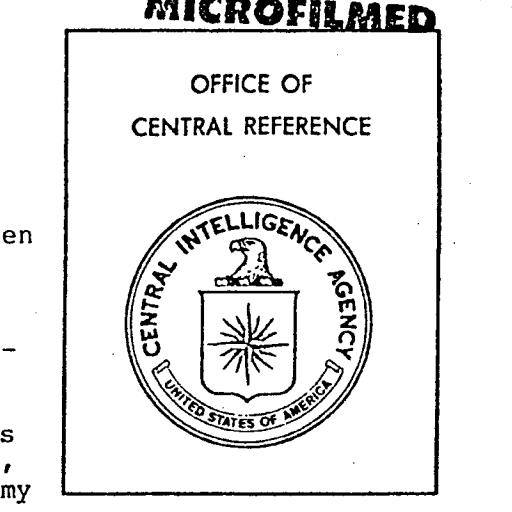 MICROFILMED
OFFICE OF
CENTRAL REFERENCE
CENTRAL INTELLIGENCE AGENCY
UNITED STATES OF AMERICA
en
–
s
,
my